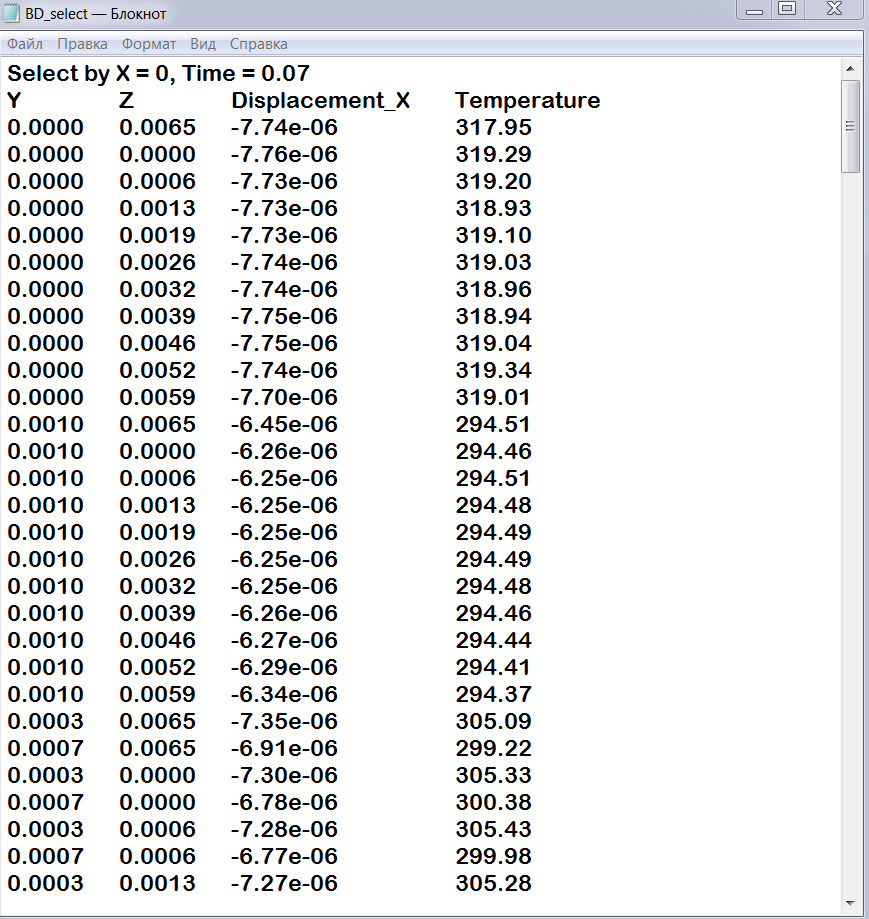 BD_select — Блокнот
Файл Правка Формат Вид Справка
Select by X = 0, Time = 0.07
Y Z Displacement_X Temperature
0.0000 0.0065 -7.74e-06 317.95
0.0000 0.0000 -7.76e-06 319.29
0.0000 0.0006 -7.73e-06 319.20
0.0000 0.0013 -7.73e-06 318.93
0.0000 0.0019 -7.73e-06 319.10
0.0000 0.0026 -7.74e-06 319.03
0.0000 0.0032 -7.74e-06 318.96
0.0000 0.0039 -7.75e-06 318.94
0.0000 0.0046 -7.75e-06 319.04
0.0000 0.0052 -7.74e-06 319.34
0.0000 0.0059 -7.70e-06 319.01
0.0010 0.0065 -6.45e-06 294.51
0.0010 0.0000 -6.26e-06 294.46
0.0010 0.0006 -6.25e-06 294.51
0.0010 0.0013 -6.25e-06 294.48
0.0010 0.0019 -6.25e-06 294.49
0.0010 0.0026 -6.25e-06 294.49
0.0010 0.0032 -6.25e-06 294.48
0.0010 0.0039 -6.26e-06 294.46
0.0010 0.0046 -6.27e-06 294.44
0.0010 0.0052 -6.29e-06 294.41
0.0010 0.0059 -6.34e-06 294.37
0.0003 0.0065 -7.35e-06 305.09
0.0007 0.0065 -6.91e-06 299.22
0.0003 0.0000 -7.30e-06 305.33
0.0007 0.0000 -6.78e-06 300.38
0.0003 0.0006 -7.28e-06 305.43
0.0007 0.0006 -6.77e-06 299.98
0.0003 0.0013 -7.27e-06 305.28